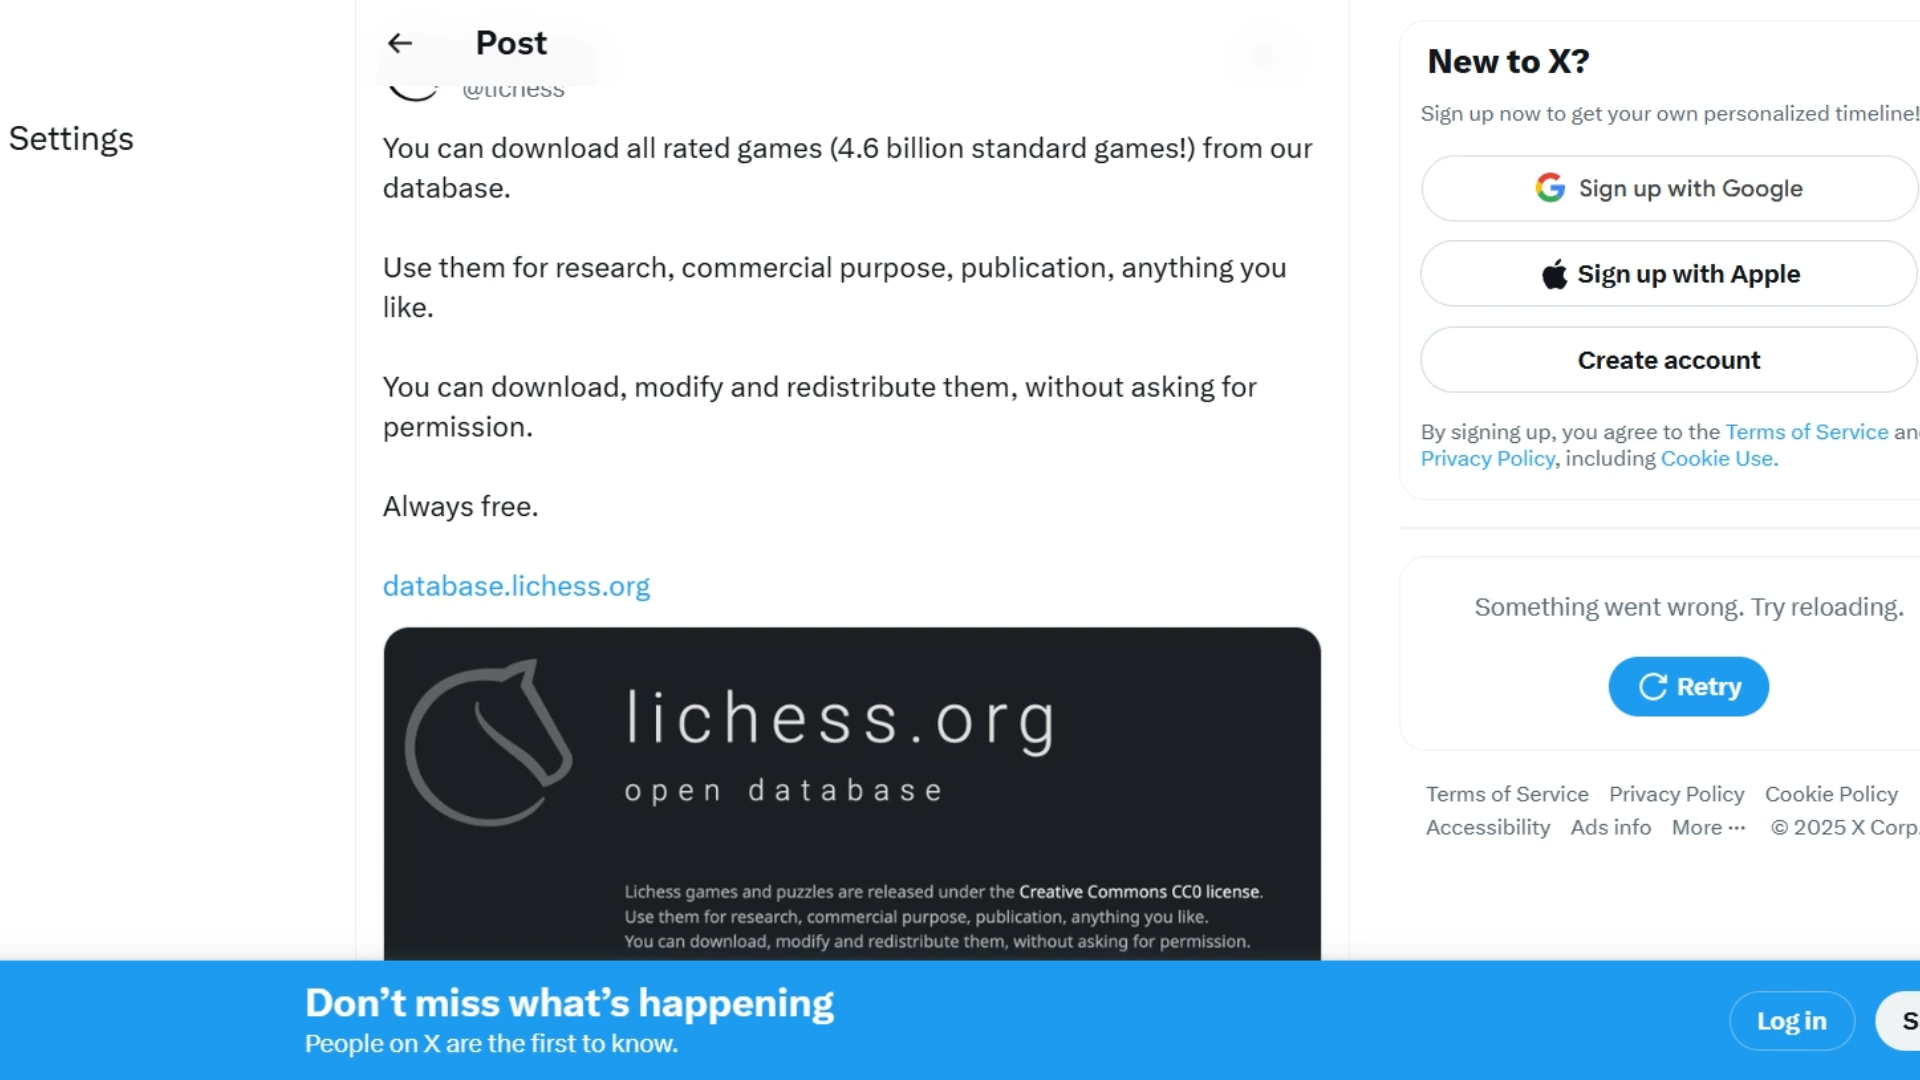 Settings
Post
@lichess
You can download all rated games (4.6 billion standard games!) from our
database.
Use them for research, commercial purpose, publication, anything you
like.
You can download, modify and redistribute them, without asking for
permission.
Always free.
database.lichess.org
lichess.org
open database
Lichess games and puzzles are released under the Creative Commons CC0 license.
Use them for research, commercial purpose, publication, anything you like.
You can download, modify and redistribute them, without asking for permission.
New to X?
Sign up now to get your own personalized timeline!
Sign up with Google
Sign up with Apple
Create account
By signing up, you agree to the Terms of Service
Privacy Policy, including Cookie Use.
Something went wrong. Try reloading.
Retry
Terms of Service Privacy Policy Cookie Policy
Accessibility Ads info More ··· © 2025 X Corp.
Don’t miss what’s happening
People on X are the first to know.
Log in